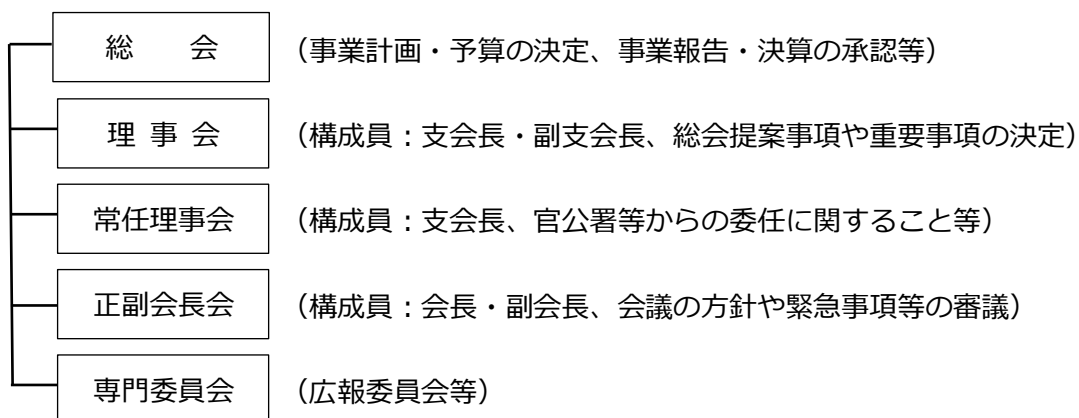 総　　会　（事業計画・予算の決定、事業報告・決算の承認等）
理 事 会　（構成員：支会長・副支会長、総会提案事項や重要事項の決定）
常任理事会　（構成員：支会長、官公署等からの委任に関すること等）
正副会長会　（構成員：会長・副会長、会議の方針や緊急事項等の審議）
専門委員会　（広報委員会等）